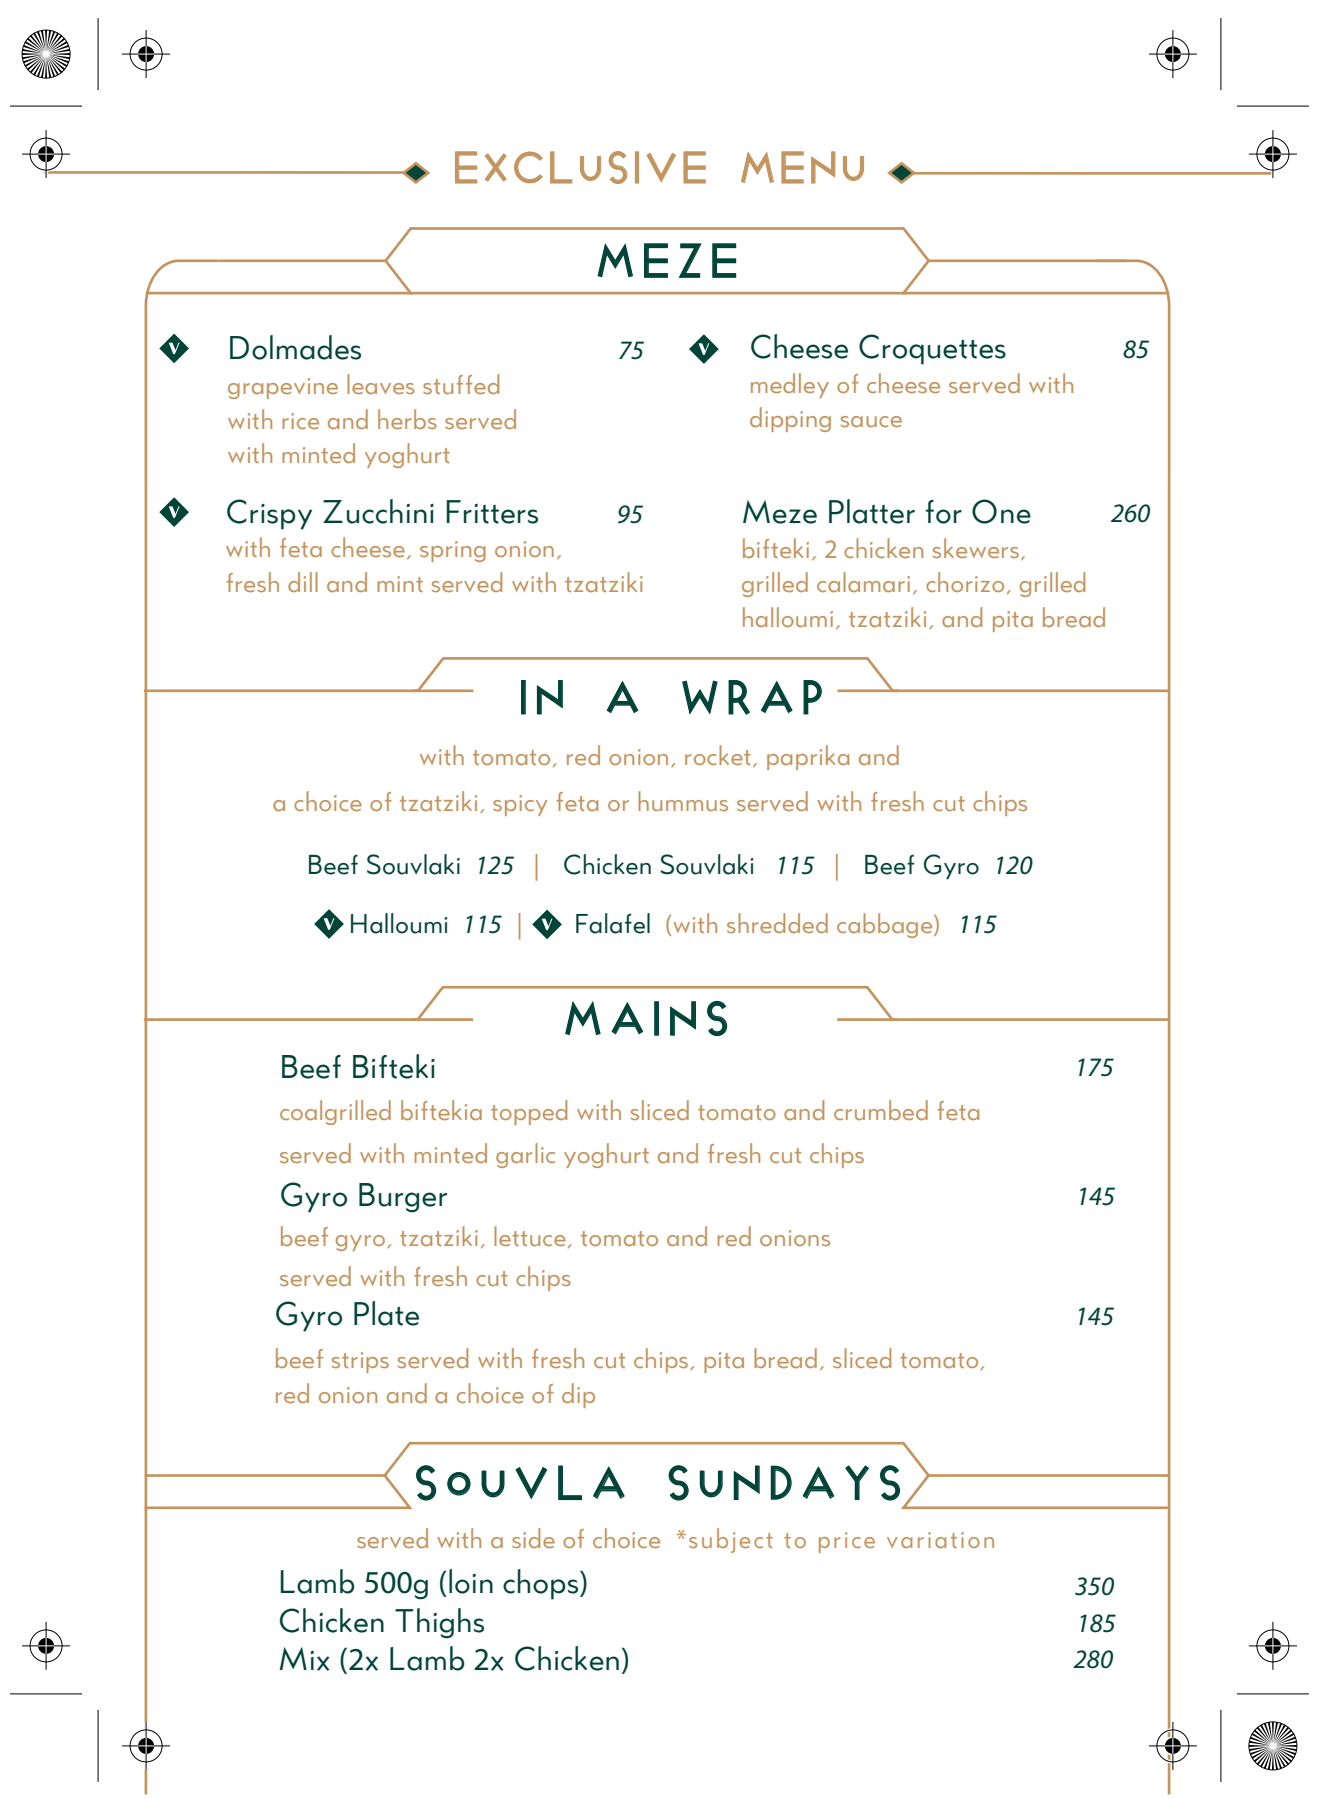 EXCLUSIVE MENU
MEZE
V Dolmades 75
grapevine leaves stuffed
with rice and herbs served
with minted yoghurt
V Cheese Croquettes 85
medley of cheese served with
dipping sauce
V Crispy Zucchini Fritters 95
with feta cheese, spring onion,
fresh dill and mint served with tzatziki
Meze Platter for One 260
bifteki, 2 chicken skewers,
grilled calamari, chorizo, grilled
halloumi, tzatziki, and pita bread
IN A WRAP
with tomato, red onion, rocket, paprika and
a choice of tzatziki, spicy feta or hummus served with fresh cut chips
Beef Souvlaki 125 | Chicken Souvlaki 115 | Beef Gyro 120
V Halloumi 115 | V Falafel (with shredded cabbage) 115
MAINS
Beef Bifteki 175
coalgrilled biftekia topped with sliced tomato and crumbed feta
served with minted garlic yoghurt and fresh cut chips
Gyro Burger 145
beef gyro, tzatziki, lettuce, tomato and red onions
served with fresh cut chips
Gyro Plate 145
beef strips served with fresh cut chips, pita bread, sliced tomato,
red onion and a choice of dip
SOUVLA SUNDAYS
served with a side of choice *subject to price variation
Lamb 500g (loin chops) 350
Chicken Thighs 185
Mix (2x Lamb 2x Chicken) 280